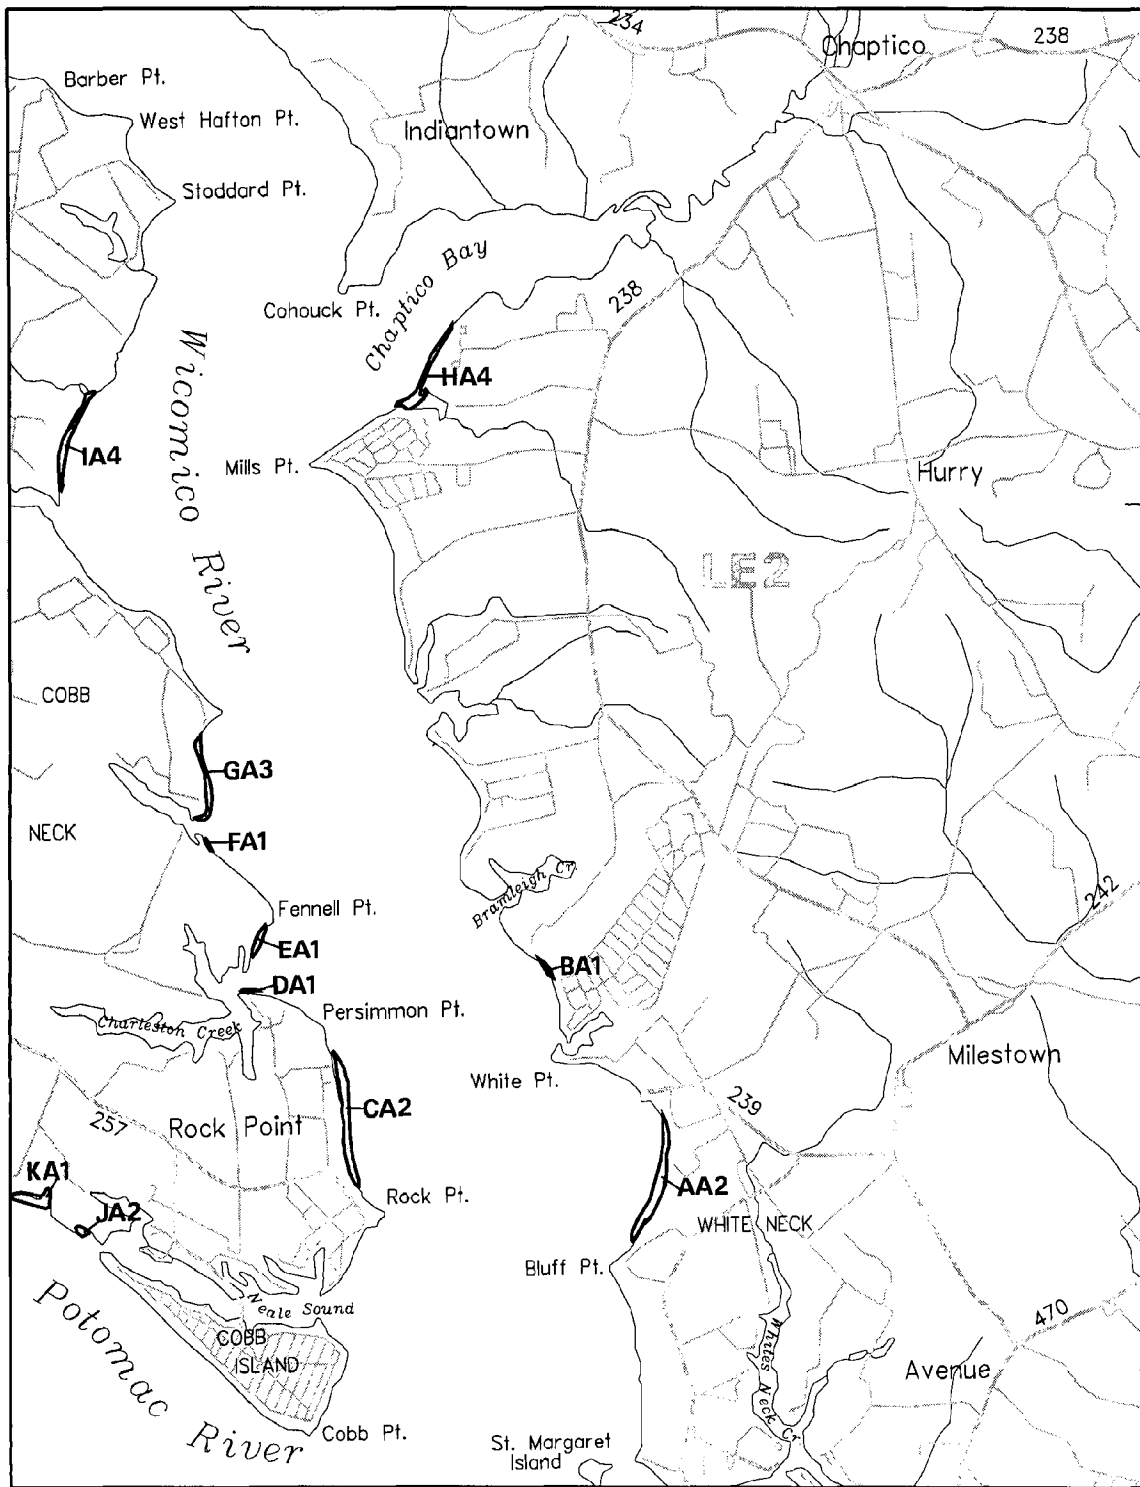 234
238
Chaptico
Barber Pt.
West Hafton Pt.
Indiantown
Stoddard Pt.
Chaptico Bay
Cohouck Pt.
238
Wicomico River
HA4
IA4
Mills Pt.
Hurry
LE2
COBB
GA3
NECK
FA1
Bramleigh Cr.
242
Fennell Pt.
EA1
BA1
DA1
Persimmon Pt.
Charleston Creek
White Pt.
Milestown
239
CA2
257
Rock Point
KA1
JA2
Rock Pt.
AA2
WHITE NECK
Bluff Pt.
Neale Sound
Potomac River
COBB
ISLAND
Whites Neck Cr.
470
Avenue
Cobb Pt.
St. Margaret
Island